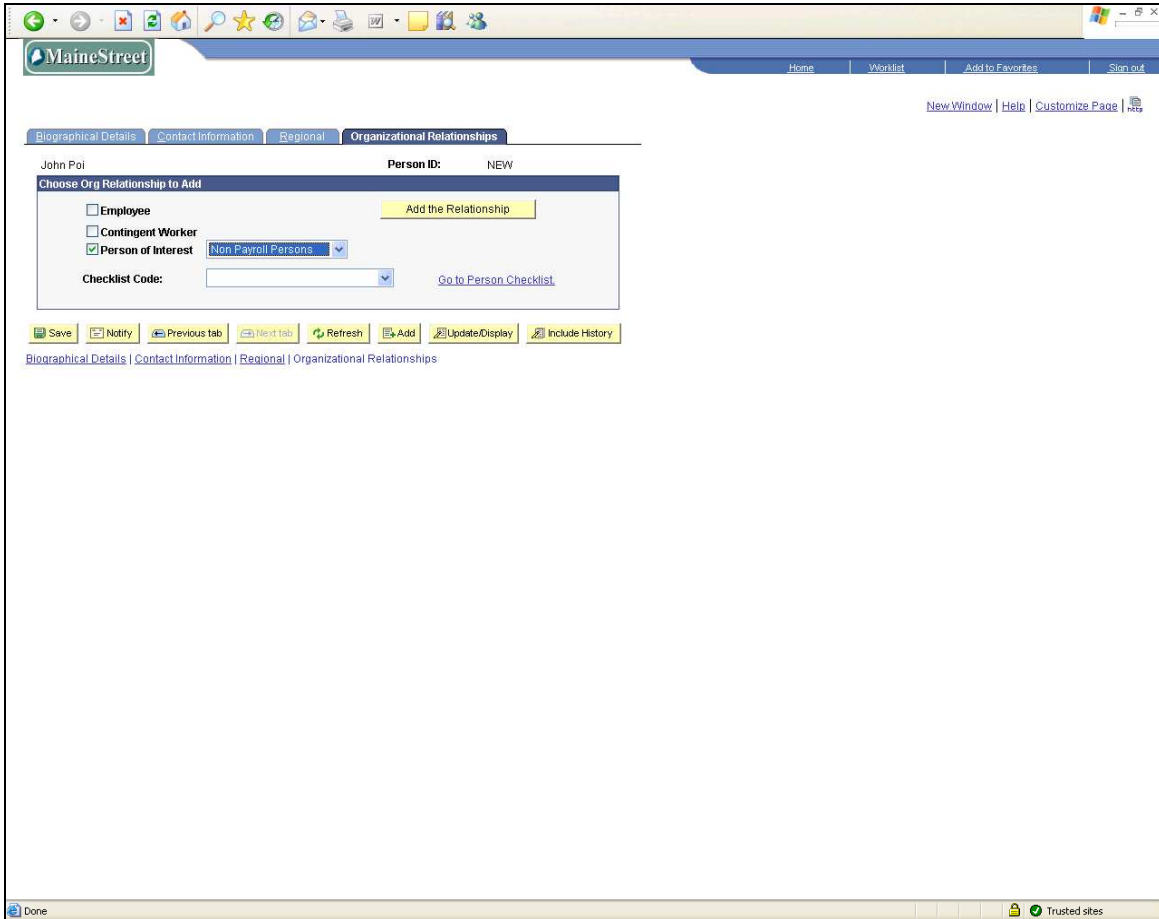 MaineStreet
Home Worklist Add to Favorites Sign out
New Window | Help | Customize Page |
Biographical Details Contact Information Regional Organizational Relationships
John Poi Person ID: NEW
Choose Org Relationship to Add
Employee Add the Relationship
Contingent Worker
Person of Interest Non Payroll Persons
Checklist Code: Go to Person Checklist.
Save Notify Previous tab Next tab Refresh Add Update/Display Include History
Biographical Details | Contact Information | Regional | Organizational Relationships
Done Trusted sites